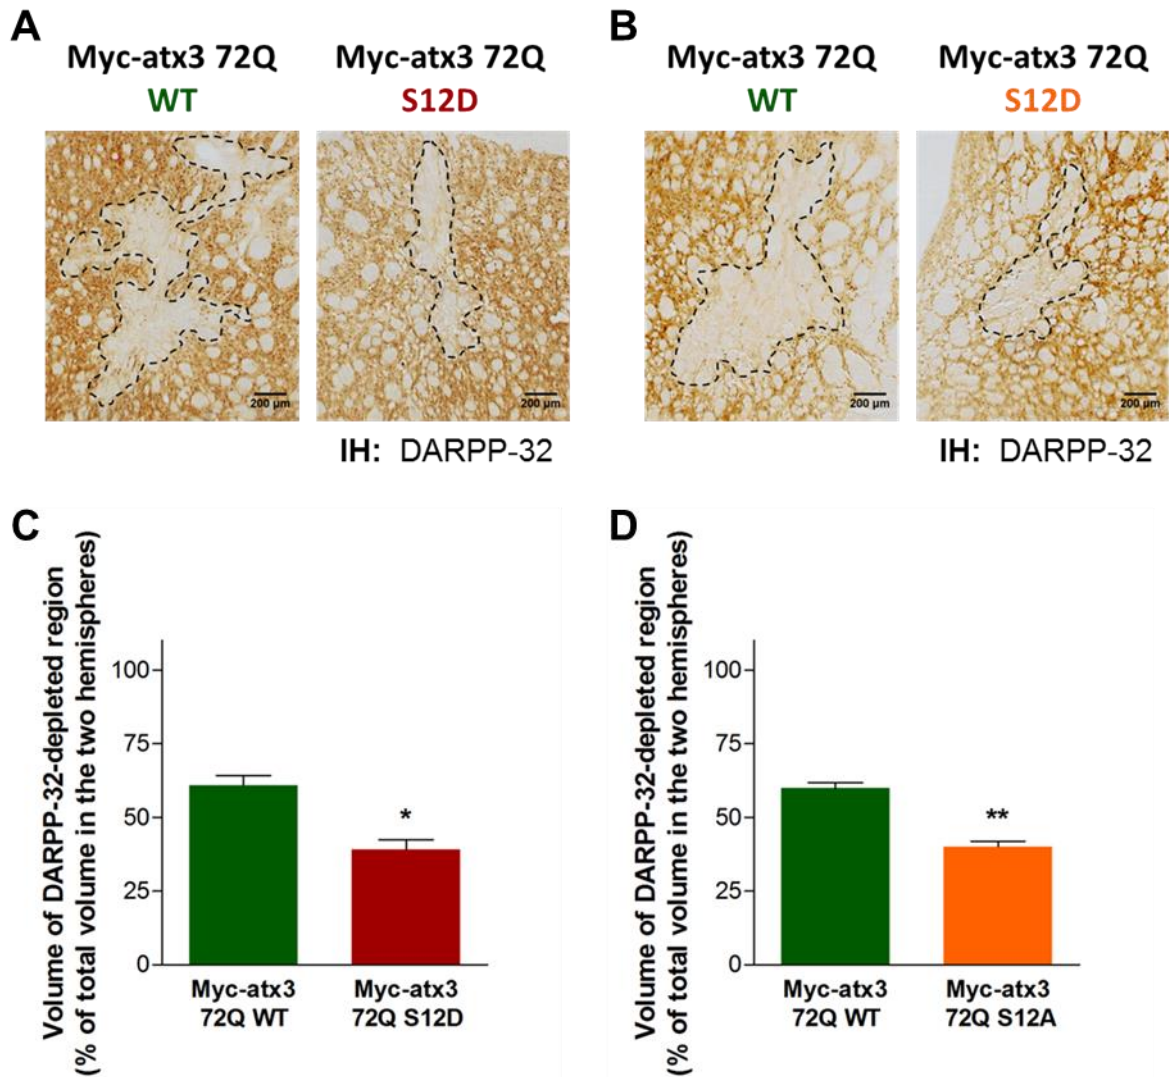 A
Myc-atx3 72Q
WT
Myc-atx3 72Q
S12D
200 µm
200 µm
IH: DARPP-32
B
Myc-atx3 72Q
WT
Myc-atx3 72Q
S12D
200 µm
200 µm
IH: DARPP-32
C
Volume of DARPP-32-depleted region
(% of total volume in the two hemispheres)
100
75
50
25
0
*
Myc-atx3
72Q WT
Myc-atx3
72Q S12D
D
Volume of DARPP-32-depleted region
(% of total volume in the two hemispheres)
100
75
50
25
0
**
Myc-atx3
72Q WT
Myc-atx3
72Q S12A